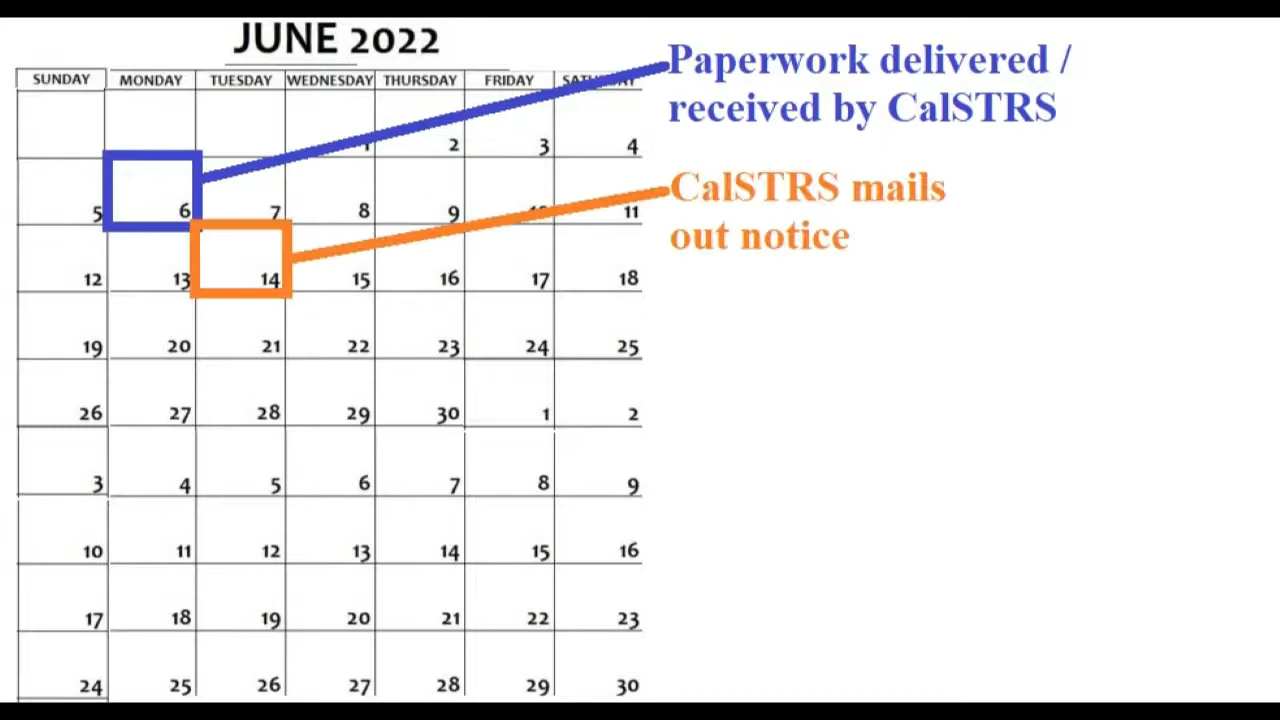 JUNE 2022
Paperwork delivered /
received by CalSTRS
CalSTRS mails
out notice
SUNDAY MONDAY TUESDAY WEDNESDAY THURSDAY FRIDAY SATURDAY
1 2 3 4
5 6 7 8 9 10 11
12 13 14 15 16 17 18
19 20 21 22 23 24 25
26 27 28 29 30 1 2
3 4 5 6 7 8 9
10 11 12 13 14 15 16
17 18 19 20 21 22 23
24 25 26 27 28 29 30